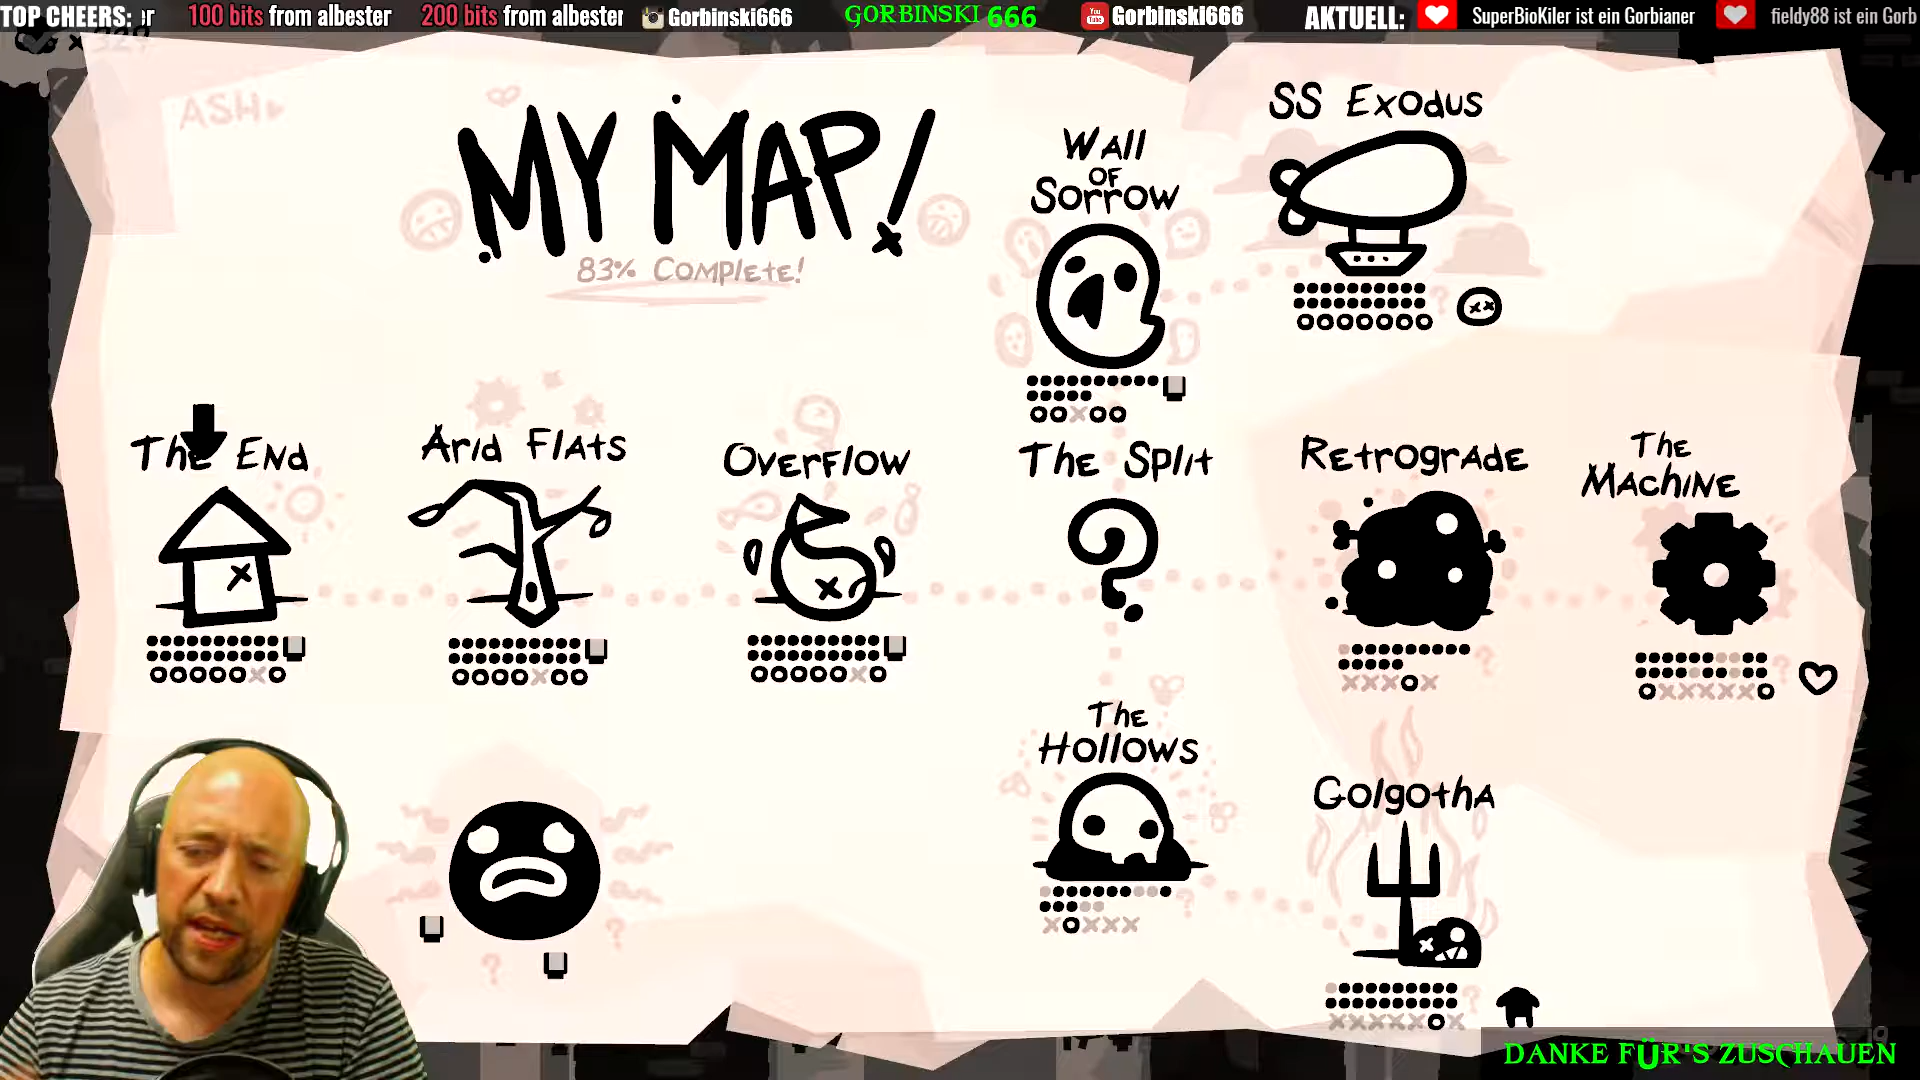 TOP CHEERS: er 100 bits from albester 200 bits from albester Gorbinski666 GORBINSKI 666 Gorbinski666 AKTUELL: SuperBioKiler ist ein Gorbianer fieldy88 ist ein Gorb
ASH
MY MAP!
83% COMPLETE!
WALL
OF
SORROW
SS EXODUS
THE END
ARID FLATS
OVERFLOW
THE SPLIT
RETROGRADE
THE
MACHINE
THE
HOLLOWS
GOLGOTHA
DANKE FÜR'S ZUSCHAUEN